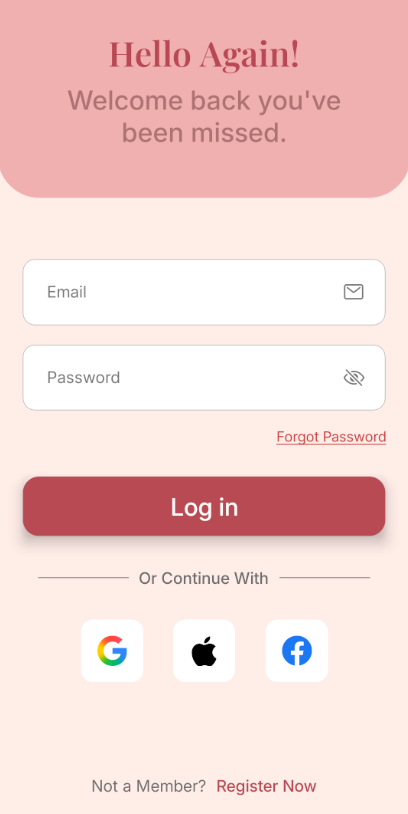 Hello Again!
Welcome back you've
been missed.
Email
Password
Forgot Password
Log in
Or Continue With
Not a Member? Register Now